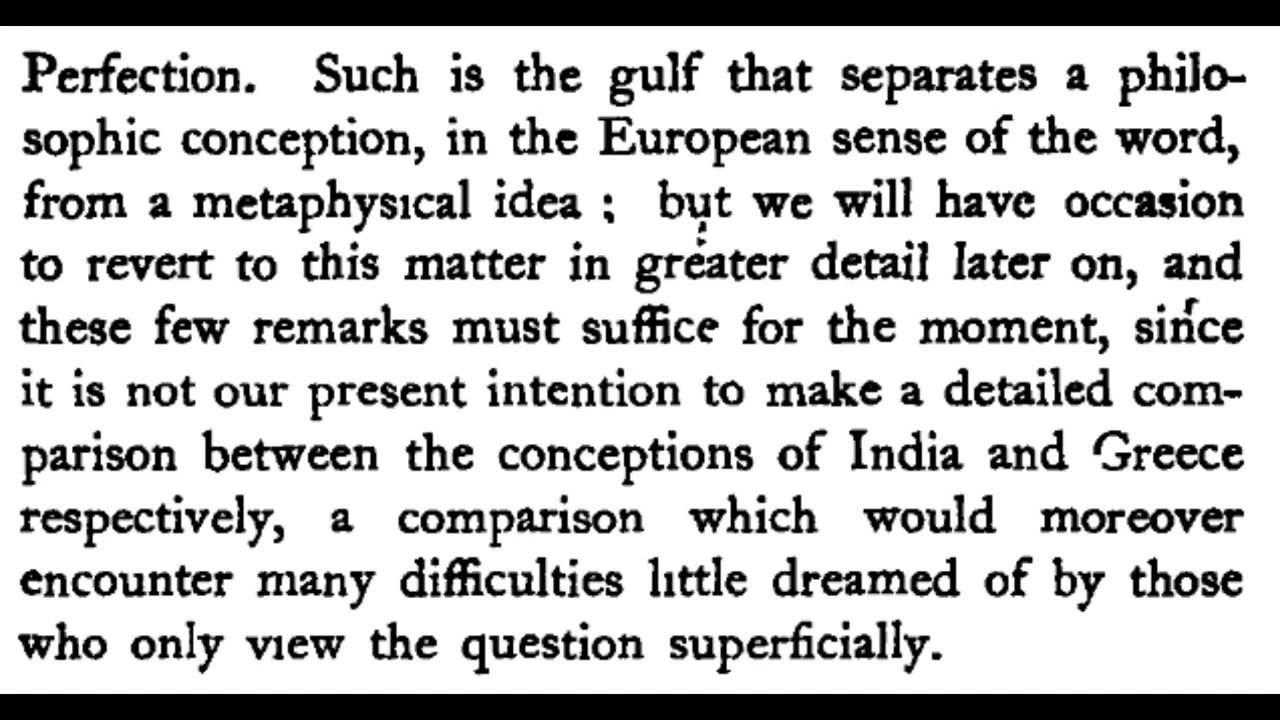 Perfection. Such is the gulf that separates a philo-
sophic conception, in the European sense of the word,
from a metaphysical idea ; but we will have occasion
to revert to this matter in greater detail later on, and
these few remarks must suffice for the moment, since
it is not our present intention to make a detailed com-
parison between the conceptions of India and Greece
respectively, a comparison which would moreover
encounter many difficulties little dreamed of by those
who only view the question superficially.